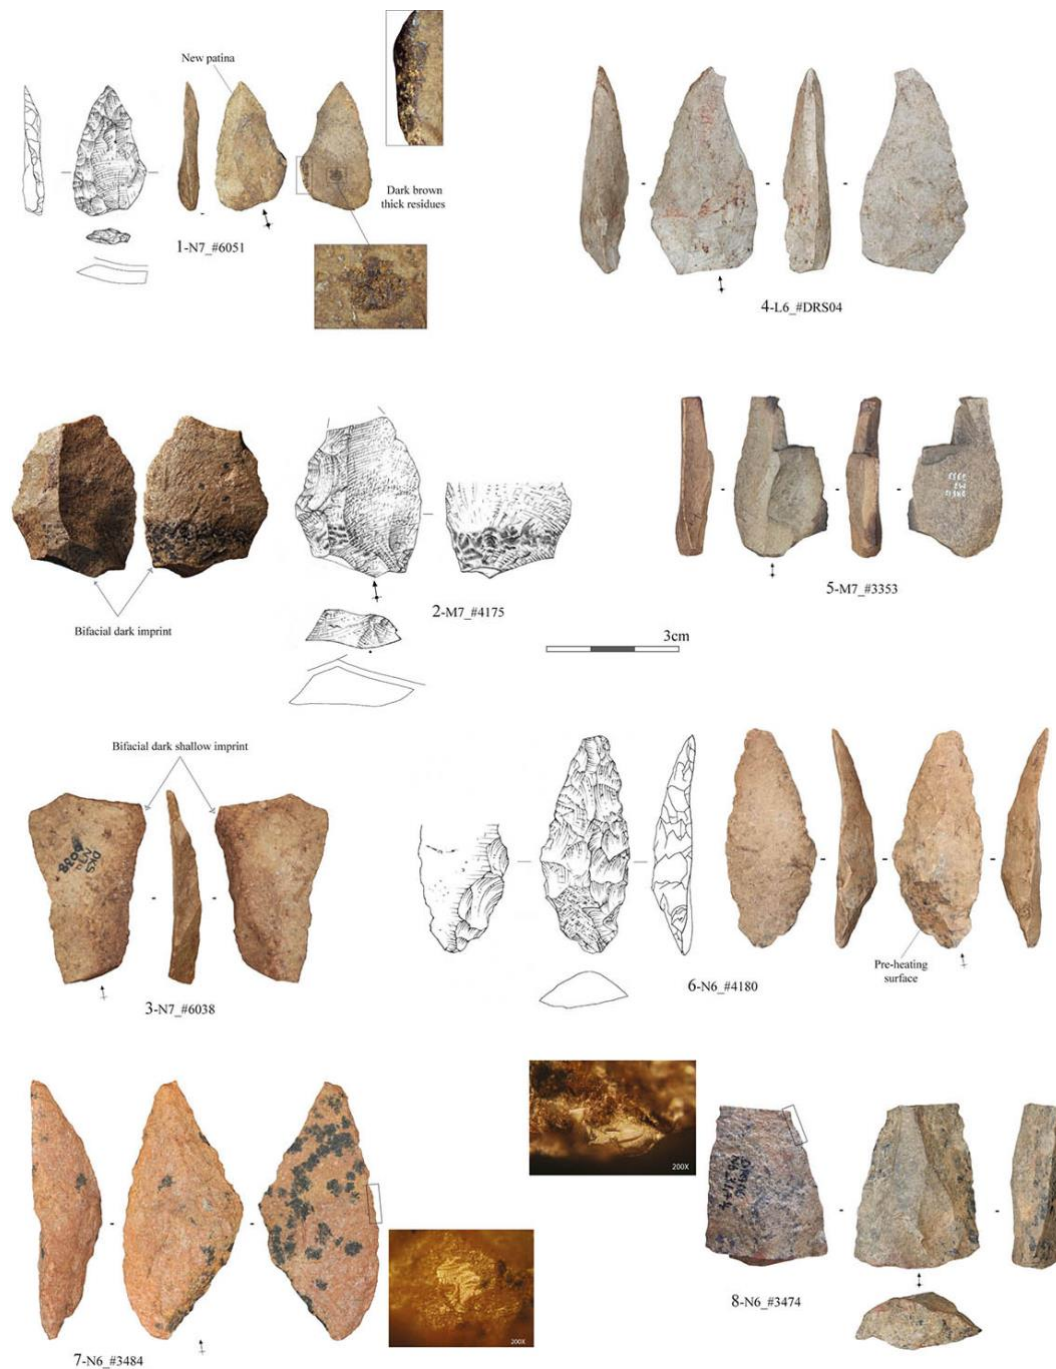 New patina
Dark brown
thick residues
1-N7_#6051
4-L6_#DRS04
Bifacial dark imprint
2-M7_#4175
3cm
5-M7_#3353
Bifacial dark shallow imprint
3-N7_#6038
Pre-heating
surface
6-N6_#4180
200X
200X
7-N6_#3484
8-N6_#3474